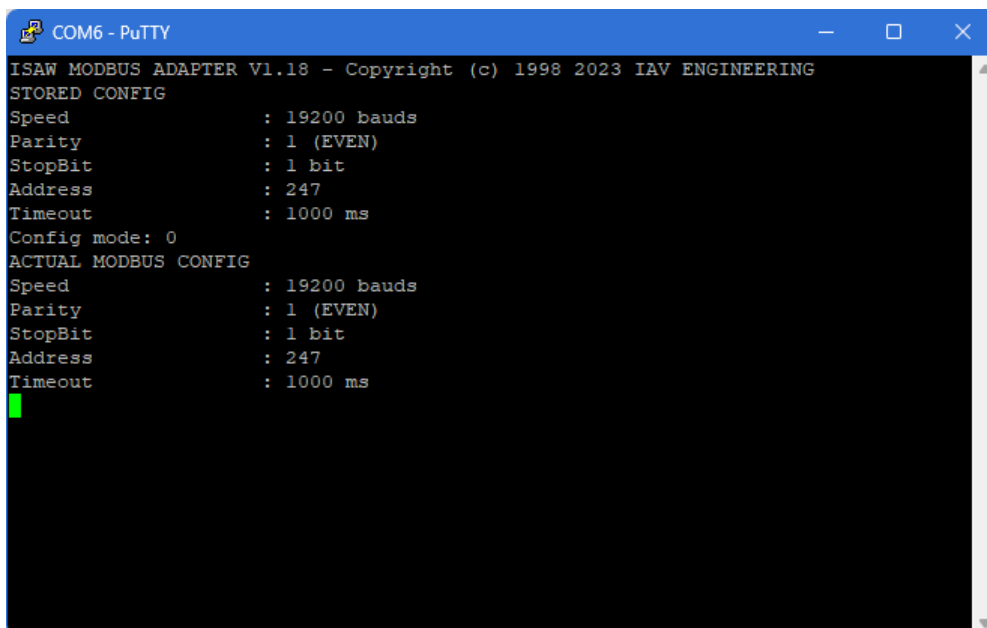 COM6 - PuTTY
ISAW MODBUS ADAPTER V1.18 - Copyright (c) 1998 2023 IAV ENGINEERING
STORED CONFIG
Speed                : 19200 bauds
Parity               : 1 (EVEN)
StopBit              : 1 bit
Address              : 247
Timeout              : 1000 ms
Config mode: 0
ACTUAL MODBUS CONFIG
Speed                : 19200 bauds
Parity               : 1 (EVEN)
StopBit              : 1 bit
Address              : 247
Timeout              : 1000 ms